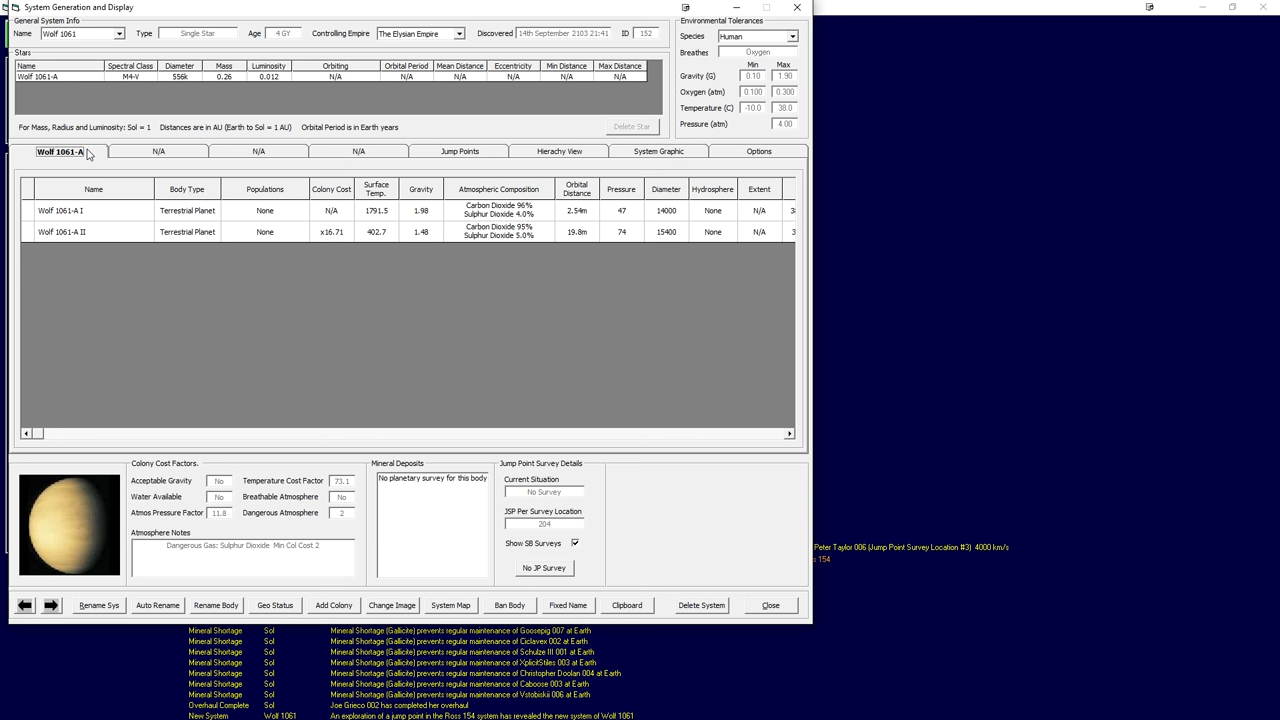 System Generation and Display
General System Info
Name Wolf 1061 Type Single Star Age 4 GY Controlling Empire The Elysian Empire Discovered 14th September 2103 21:41 ID 152
Environmental Tolerances
Species Human
Breathes Oxygen
Min Max
Gravity (G) 0.10 1.90
Oxygen (atm) 0.100 0.300
Temperature (C) -10.0 38.0
Pressure (atm) 4.00
Stars
Name Spectral Class Diameter Mass Luminosity Orbiting Orbital Period Mean Distance Eccentricity Min Distance Max Distance
Wolf 1061-A M4-V 556k 0.26 0.012 N/A N/A N/A N/A N/A N/A
For Mass, Radius and Luminosity: Sol = 1 Distances are in AU (Earth to Sol = 1 AU) Orbital Period is in Earth years Delete Star
Wolf 1061-A N/A N/A N/A Jump Points Hierachy View System Graphic Options
Name Body Type Populations Colony Cost Surface Temp. Gravity Atmospheric Composition Orbital Distance Pressure Diameter Hydrosphere Extent
Wolf 1061-A I Terrestrial Planet None N/A 1791.5 1.98 Carbon Dioxide 96% Sulphur Dioxide 4.0% 2.54m 47 14000 None N/A
Wolf 1061-A II Terrestrial Planet None x16.71 402.7 1.48 Carbon Dioxide 95% Sulphur Dioxide 5.0% 19.8m 74 15400 None N/A
Colony Cost Factors.
Acceptable Gravity No Temperature Cost Factor 73.1
Water Available No Breathable Atmosphere No
Atmos Pressure Factor 11.8 Dangerous Atmosphere 2
Atmosphere Notes
Dangerous Gas: Sulphur Dioxide Min Col Cost 2
Mineral Deposits
No planetary survey for this body
Jump Point Survey Details
Current Situation
No Survey
JSP Per Survey Location
204
Show SB Surveys
No JP Survey
Rename Sys Auto Rename Rename Body Geo Status Add Colony Change Image System Map Ban Body Fixed Name Clipboard Delete System Close
Peter Taylor 006 (Jump Point Survey Location #3) 4000 km/s
s 154
Mineral Shortage Sol Mineral Shortage (Gallicite) prevents regular maintenance of Goosepig 007 at Earth
Mineral Shortage Sol Mineral Shortage (Gallicite) prevents regular maintenance of Ciclavex 002 at Earth
Mineral Shortage Sol Mineral Shortage (Gallicite) prevents regular maintenance of Schulze III 001 at Earth
Mineral Shortage Sol Mineral Shortage (Gallicite) prevents regular maintenance of XplicitStiles 003 at Earth
Mineral Shortage Sol Mineral Shortage (Gallicite) prevents regular maintenance of Christopher Doolan 004 at Earth
Mineral Shortage Sol Mineral Shortage (Gallicite) prevents regular maintenance of Caboose 003 at Earth
Mineral Shortage Sol Mineral Shortage (Gallicite) prevents regular maintenance of Vstobiskii 006 at Earth
Overhaul Complete Sol Joe Grieco 002 has completed her overhaul
New System Wolf 1061 An exploration of a jump point in the Ross 154 system has revealed the new system of Wolf 1061